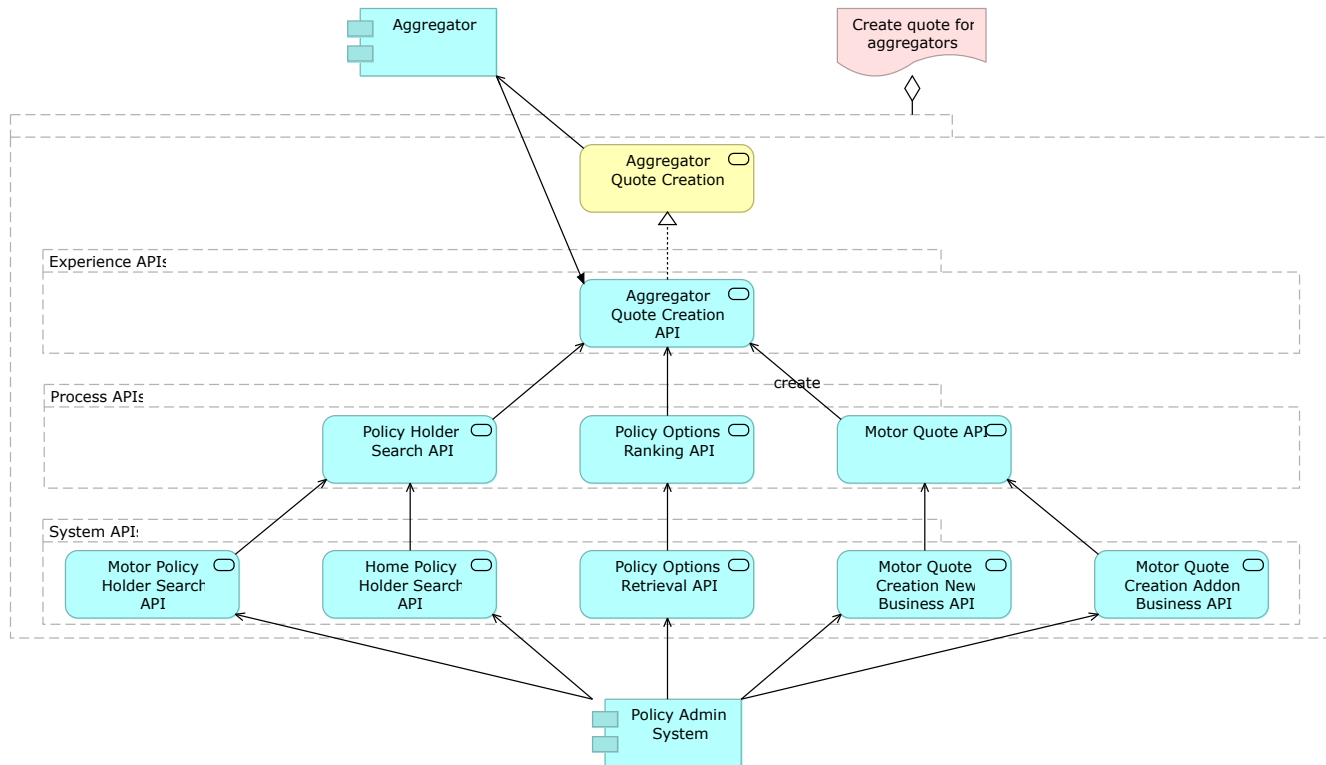 Aggregator
Create quote for
aggregators
Aggregator
Quote Creation
Experience APIs
Aggregator
Quote Creation
API
create
Process APIs
Policy Holder
Search API
Policy Options
Ranking API
Motor Quote API
System APIs
Motor Policy
Holder Search
API
Home Policy
Holder Search
API
Policy Options
Retrieval API
Motor Quote
Creation New
Business API
Motor Quote
Creation Addon
Business API
Policy Admin
System